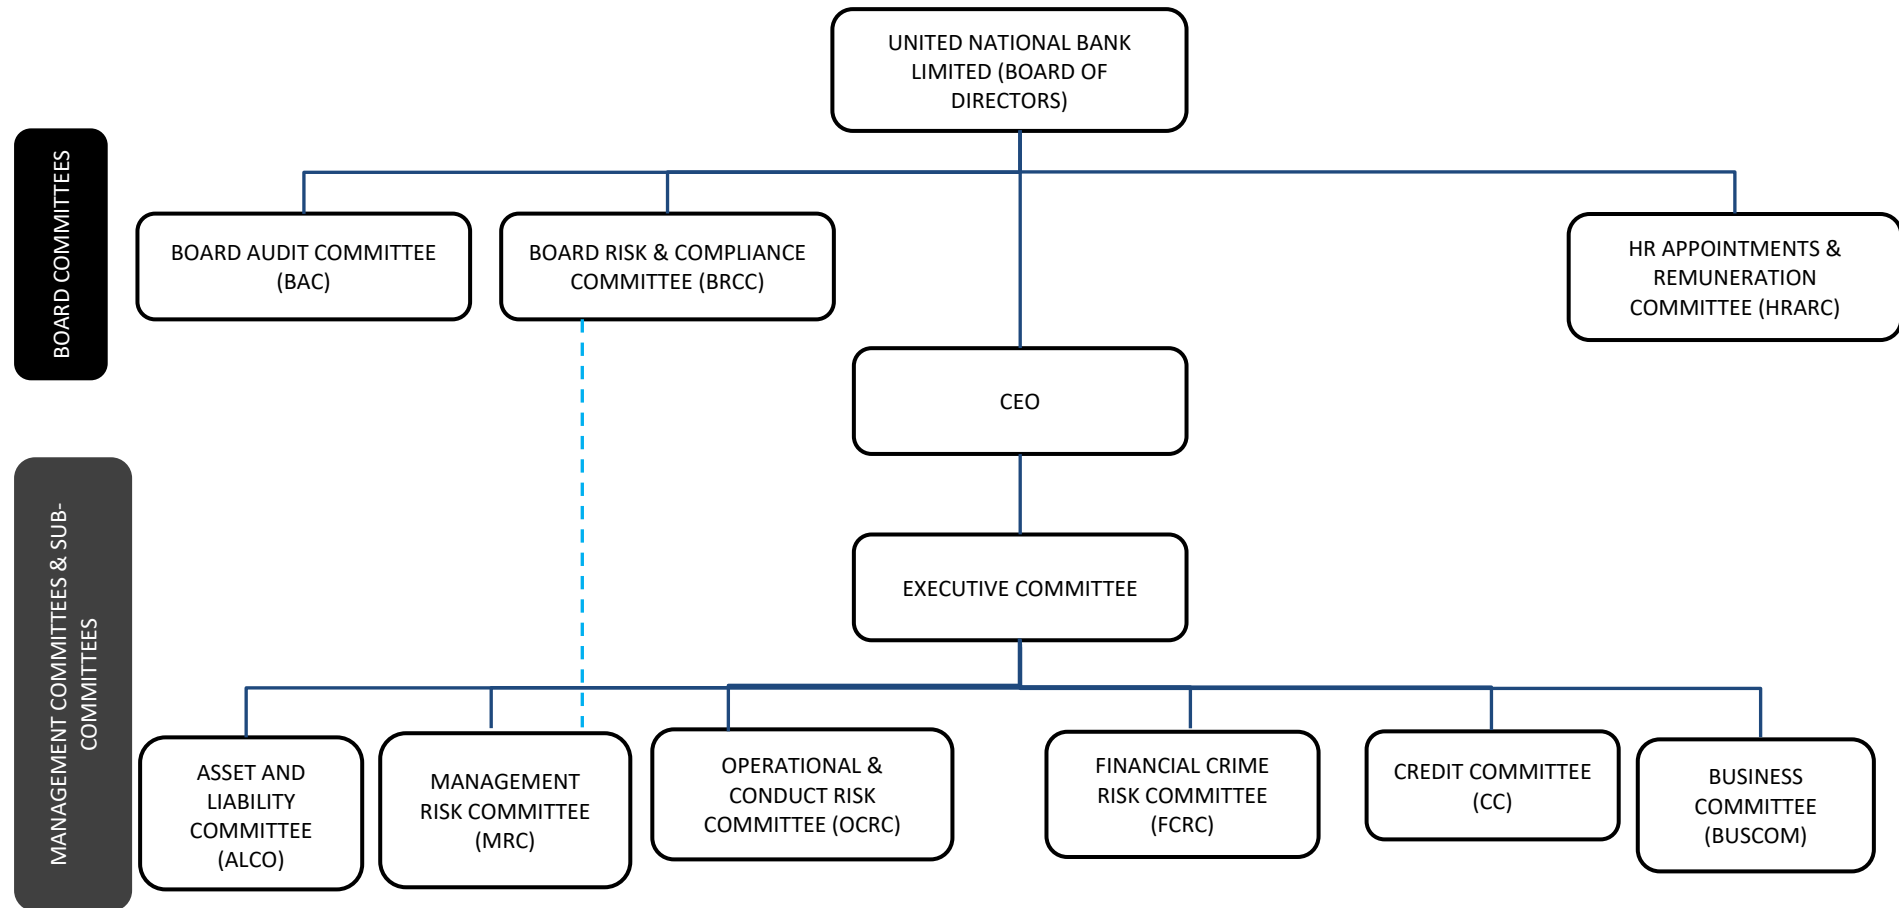 UNITED NATIONAL BANK
LIMITED (BOARD OF
DIRECTORS)
BOARD COMMITTEES
BOARD AUDIT COMMITTEE
(BAC)
BOARD RISK & COMPLIANCE
COMMITTEE (BRCC)
HR APPOINTMENTS &
REMUNERATION
COMMITTEE (HRARC)
CEO
MANAGEMENT COMMITTEES & SUB-
COMMITTEES
EXECUTIVE COMMITTEE
ASSET AND
LIABILITY
COMMITTEE
(ALCO)
MANAGEMENT
RISK COMMITTEE
(MRC)
OPERATIONAL &
CONDUCT RISK
COMMITTEE (OCRC)
FINANCIAL CRIME
RISK COMMITTEE
(FCRC)
CREDIT COMMITTEE
(CC)
BUSINESS
COMMITTEE
(BUSCOM)